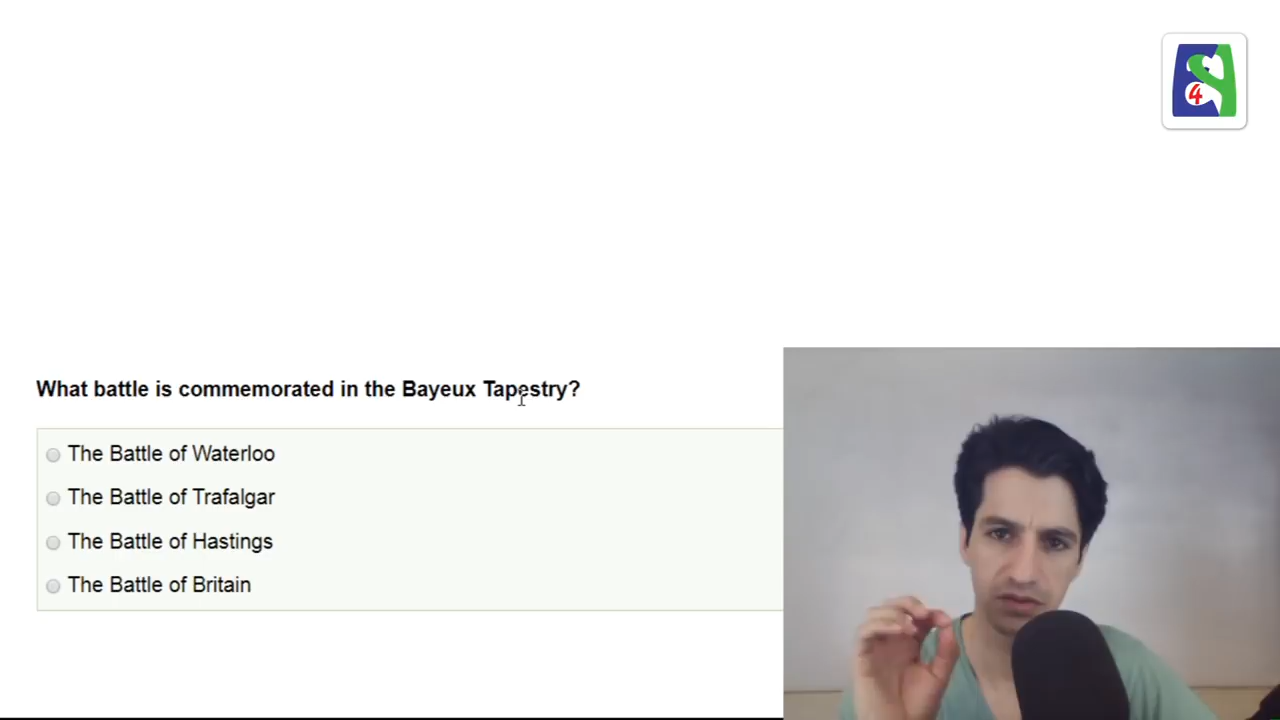 4
What battle is commemorated in the Bayeux Tapestry?
The Battle of Waterloo
The Battle of Trafalgar
The Battle of Hastings
The Battle of Britain